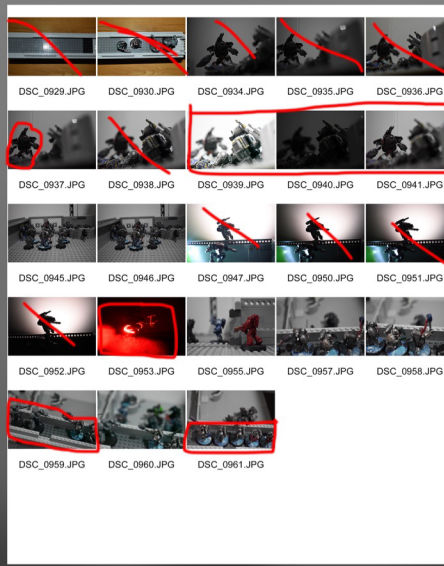 DSC_0929.JPG DSC_0930.JPG DSC_0934.JPG DSC_0935.JPG DSC_0936.JPG
DSC_0937.JPG DSC_0938.JPG DSC_0939.JPG DSC_0940.JPG DSC_0941.JPG
DSC_0945.JPG DSC_0946.JPG DSC_0947.JPG DSC_0950.JPG DSC_0951.JPG
DSC_0952.JPG DSC_0953.JPG DSC_0955.JPG DSC_0957.JPG DSC_0958.JPG
DSC_0959.JPG DSC_0960.JPG DSC_0961.JPG